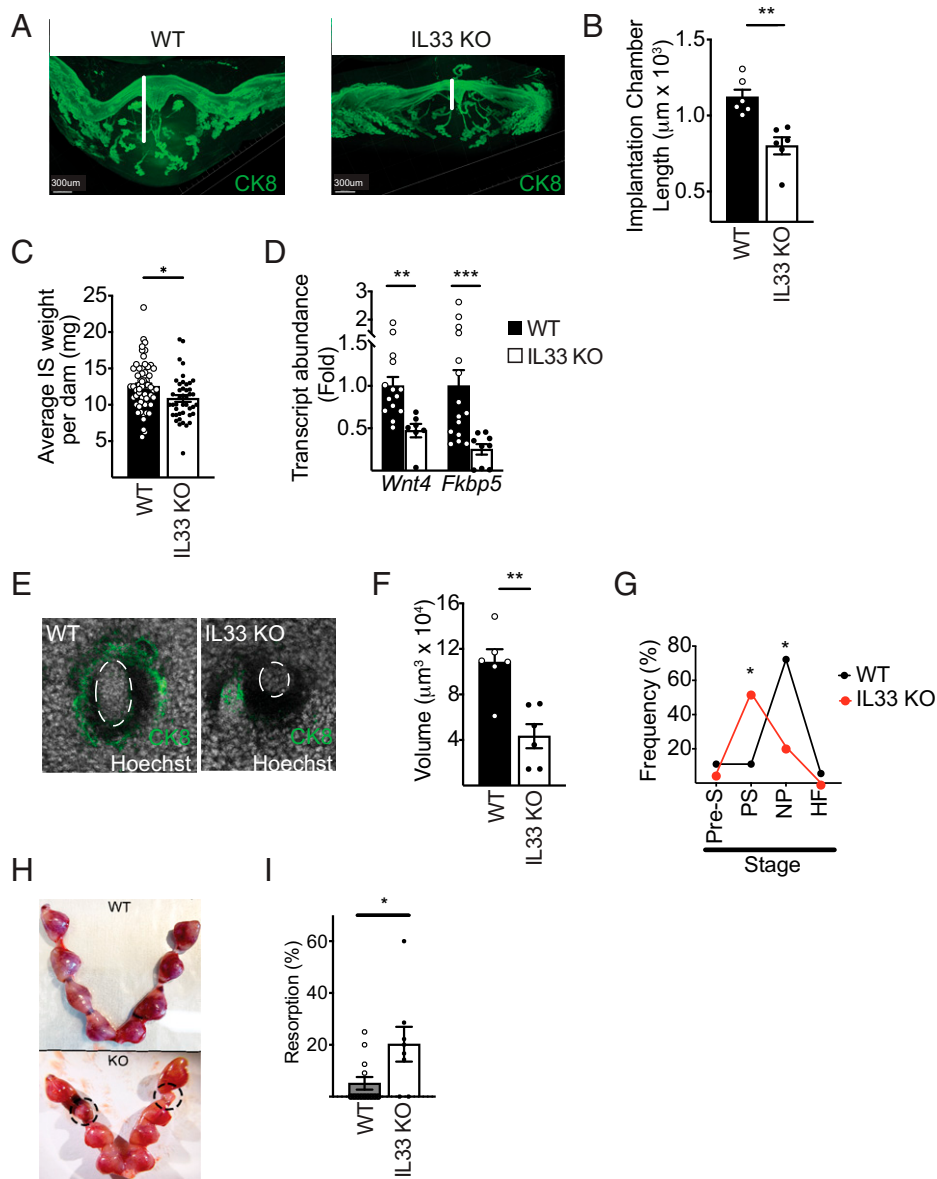 A
WT
IL33 KO
300um
CK8
300um
CK8
B
Implantation Chamber
Length (µm x 10³)
1.5
1.0
0.5
**
WT
IL33 KO
C
Average IS weight
per dam (mg)
25
20
15
10
5
*
WT
IL33 KO
D
Transcript abundance
(Fold)
3
2
1.0
0.5
**
***
Wnt4
Fkbp5
WT
IL33 KO
E
WT
CK8
Hoechst
IL33 KO
CK8
Hoechst
F
Volume (µm³ x 10⁴)
16
12
8
4
**
WT
IL33 KO
G
Frequency (%)
80
60
40
20
*
*
WT
IL33 KO
Pre-S
PS
NP
HF
Stage
H
WT
KO
I
Resorption (%)
60
40
20
*
WT
IL33 KO